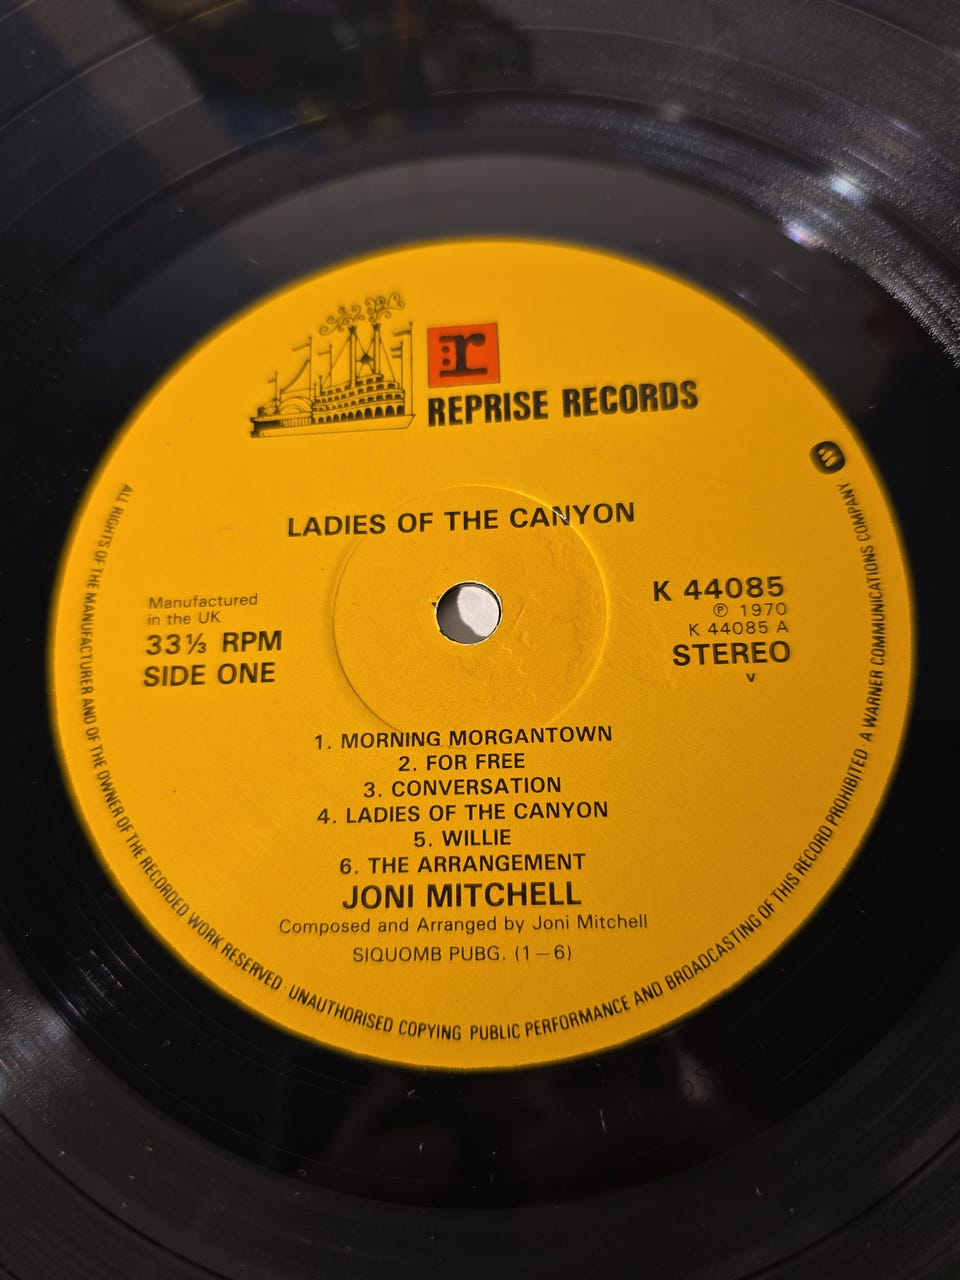 r
REPRISE RECORDS
LADIES OF THE CANYON
Manufactured
in the UK
33⅓ RPM
SIDE ONE
K 44085
℗ 1970
K 44085 A
STEREO
v
1. MORNING MORGANTOWN
2. FOR FREE
3. CONVERSATION
4. LADIES OF THE CANYON
5. WILLIE
6. THE ARRANGEMENT
JONI MITCHELL
Composed and Arranged by Joni Mitchell
SIQUOMB PUBG. (1—6)
ALL RIGHTS OF THE MANUFACTURER AND OF THE OWNER OF THE RECORDED WORK RESERVED · UNAUTHORISED COPYING PUBLIC PERFORMANCE AND BROADCASTING OF THIS RECORD PROHIBITED · A WARNER COMMUNICATIONS COMPANY